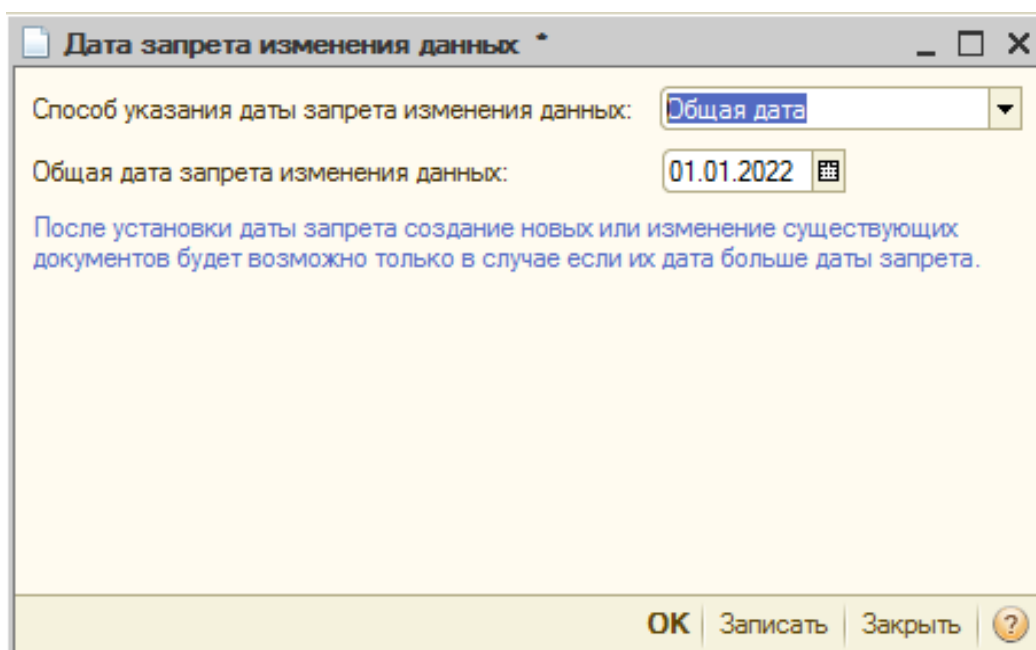 Дата запрета изменения данных *
Способ указания даты запрета изменения данных: Общая дата
Общая дата запрета изменения данных: 01.01.2022
После установки даты запрета создание новых или изменение существующих
документов будет возможно только в случае если их дата больше даты запрета.
OK Записать Закрыть ?